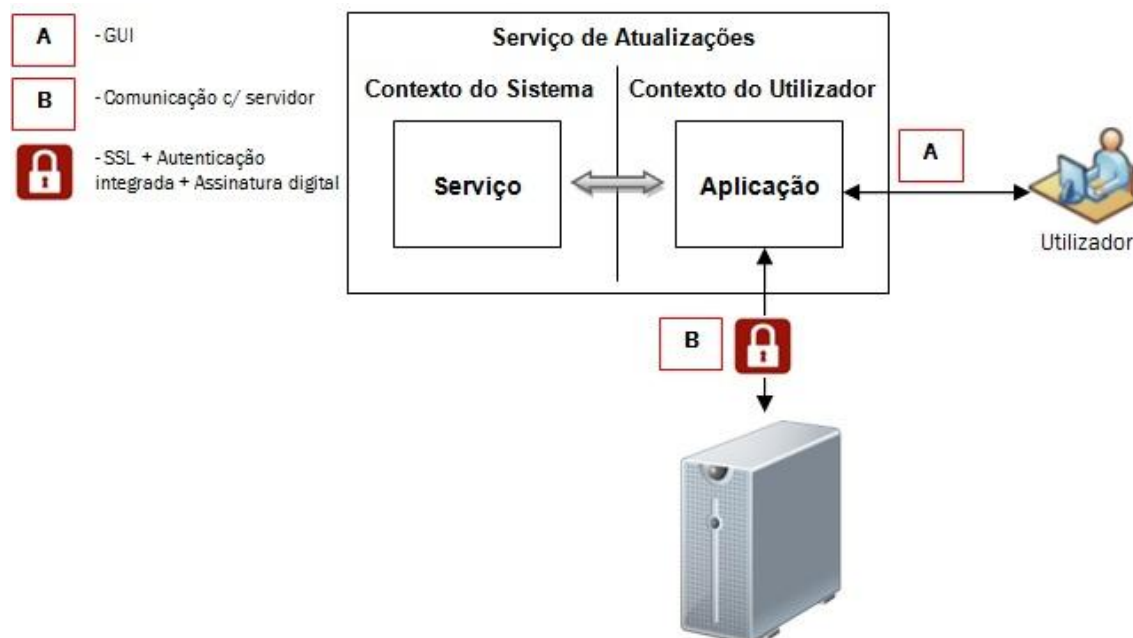 A
- GUI
B
- Comunicação c/ servidor
- SSL + Autenticação
integrada + Assinatura digital
Serviço de Atualizações
Contexto do Sistema
Contexto do Utilizador
Serviço
Aplicação
A
Utilizador
B